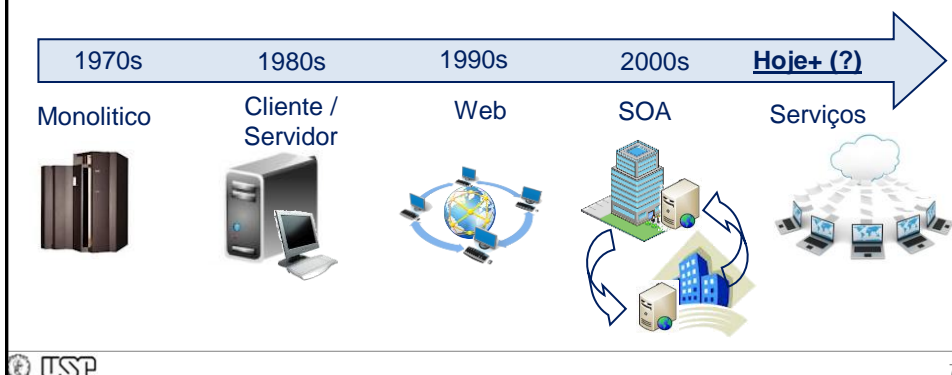 1970s
1980s
1990s
2000s
Hoje+ (?)
Monolitico
Cliente /
Servidor
Web
SOA
Serviços
USP